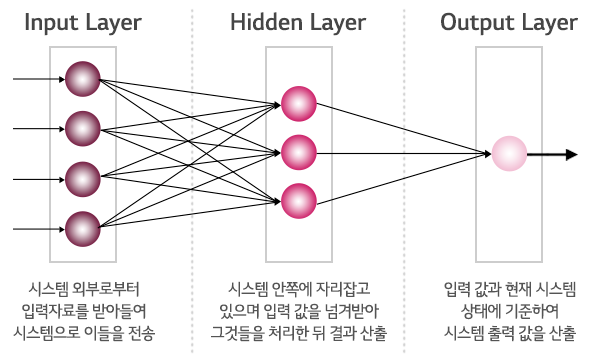 Input Layer
Hidden Layer
Output Layer
시스템 외부로부터
입력자료를 받아들여
시스템으로 이들을 전송
시스템 안쪽에 자리잡고
있으며 입력 값을 넘겨받아
그것들을 처리한 뒤 결과 산출
입력 값과 현재 시스템
상태에 기준하여
시스템 출력 값을 산출